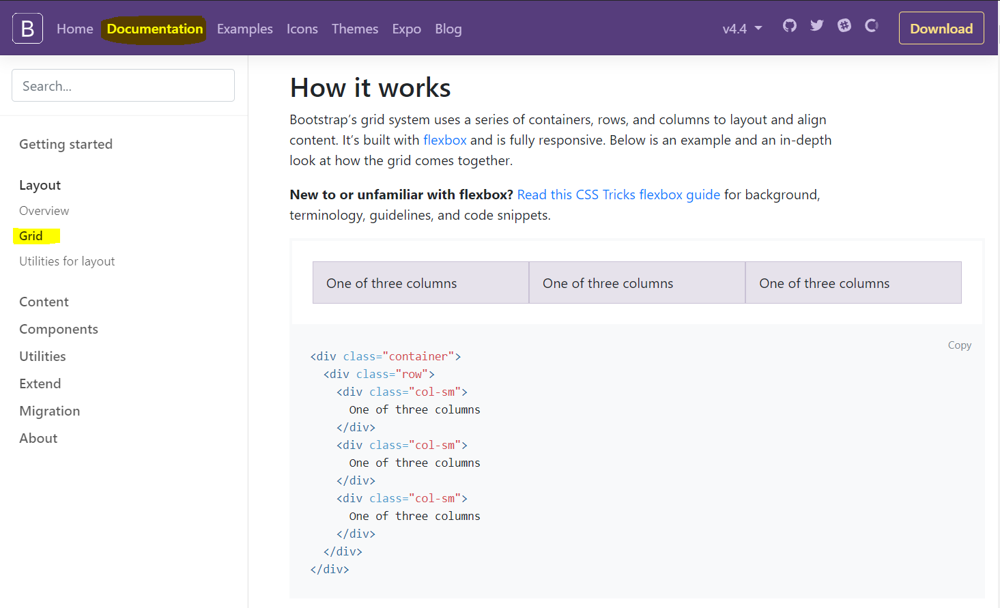 B Home Documentation Examples Icons Themes Expo Blog v4.4 Download
Search...
Getting started
Layout
Overview
Grid
Utilities for layout
Content
Components
Utilities
Extend
Migration
About
How it works
Bootstrap’s grid system uses a series of containers, rows, and columns to layout and align
content. It’s built with flexbox and is fully responsive. Below is an example and an in-depth
look at how the grid comes together.
New to or unfamiliar with flexbox? Read this CSS Tricks flexbox guide for background,
terminology, guidelines, and code snippets.
One of three columns One of three columns One of three columns
Copy
<div class="container">
  <div class="row">
    <div class="col-sm">
      One of three columns
    </div>
    <div class="col-sm">
      One of three columns
    </div>
    <div class="col-sm">
      One of three columns
    </div>
  </div>
</div>